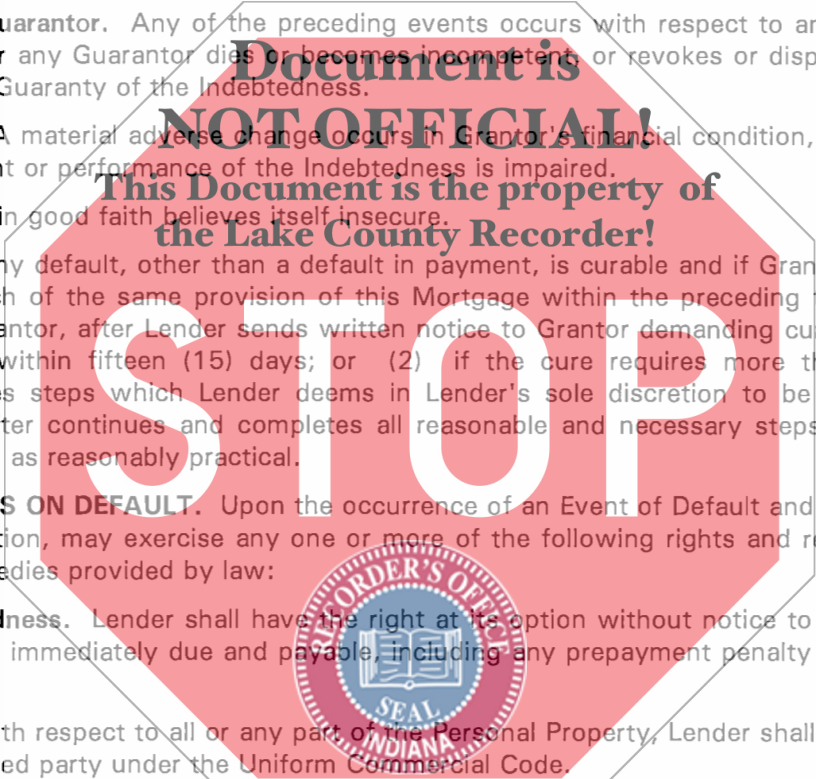 uarantor. Any of the preceding events occurs with respect to
r any Guarantor dies or becomes incompetent, or revokes or
Document is
Guaranty of the Indebtedness.
NOT OFFICIAL!
A material adverse change occurs in Grantor's financial condition,
t or performance of the Indebtedness is impaired.
This Document is the property of
in good faith believes itself insecure.
the Lake County Recorder!
default, other than a default in payment, is curable and if
of the same provision of this Mortgage within the preceding
antor, after Lender sends written notice to Grantor demanding
within fifteen (15) days; or (2) if the cure requires more
s steps which Lender deems in Lender's sole discretion to be
ter continues and completes all reasonable and necessary steps
as reasonably practical.
STOP
S ON DEFAULT. Upon the occurrence of an Event of Default and
tion, may exercise any one or more of the following rights and
edies provided by law:
RECORDER'S OFFICE
dness. Lender shall have the right at its option without notice to
immediately due and payable, including any prepayment penalty
SEAL
INDIANA
th respect to all or any part of the Personal Property, Lender shall
ed party under the Uniform Commercial Code.